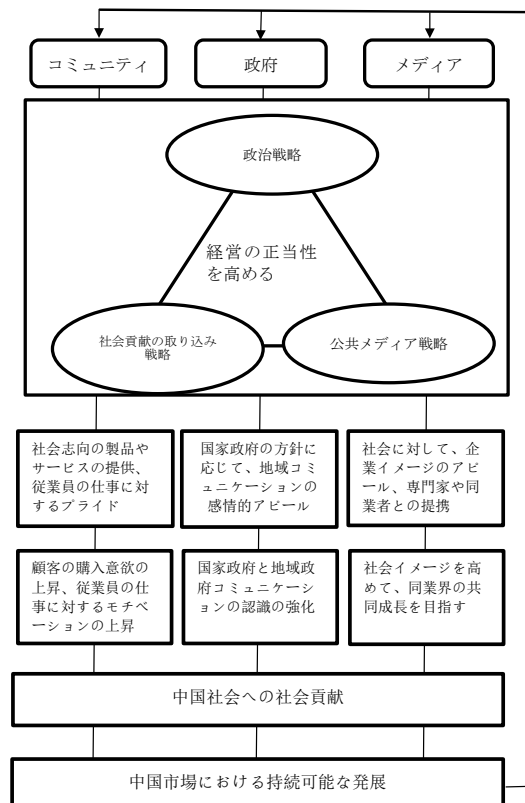 コミュニティ
政府
メディア
政治戦略
経営の正当性
を高める
社会貢献の取り込み
戦略
公共メディア戦略
社会志向の製品や
サービスの提供、
従業員の仕事に対
するプライド
国家政府の方針に
応じて、地域コミ
ュニケーションの
感情的アピール
社会に対して、企
業イメージのアピ
ール、専門家や同
業者との提携
顧客の購入意欲の
上昇、従業員の仕
事に対するモチベ
ーションの上昇
国家政府と地域政
府コミュニケーシ
ョンの認識の強化
社会イメージを高
めて、同業界の共
同成長を目指す
中国社会への社会貢献
中国市場における持続可能な発展